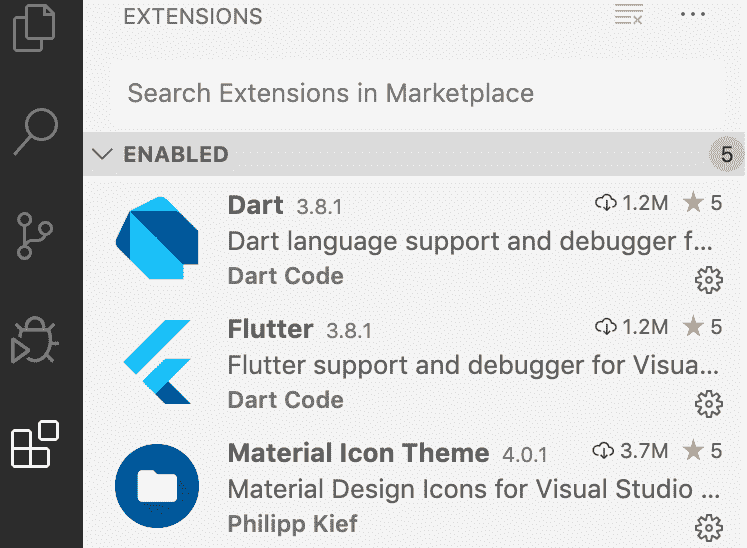 EXTENSIONS
Search Extensions in Marketplace
ENABLED 5
Dart 3.8.1 1.2M 5
Dart language support and debugger f...
Dart Code
Flutter 3.8.1 1.2M 5
Flutter support and debugger for Visua...
Dart Code
Material Icon Theme 4.0.1 3.7M 5
Material Design Icons for Visual Studio ...
Philipp Kief